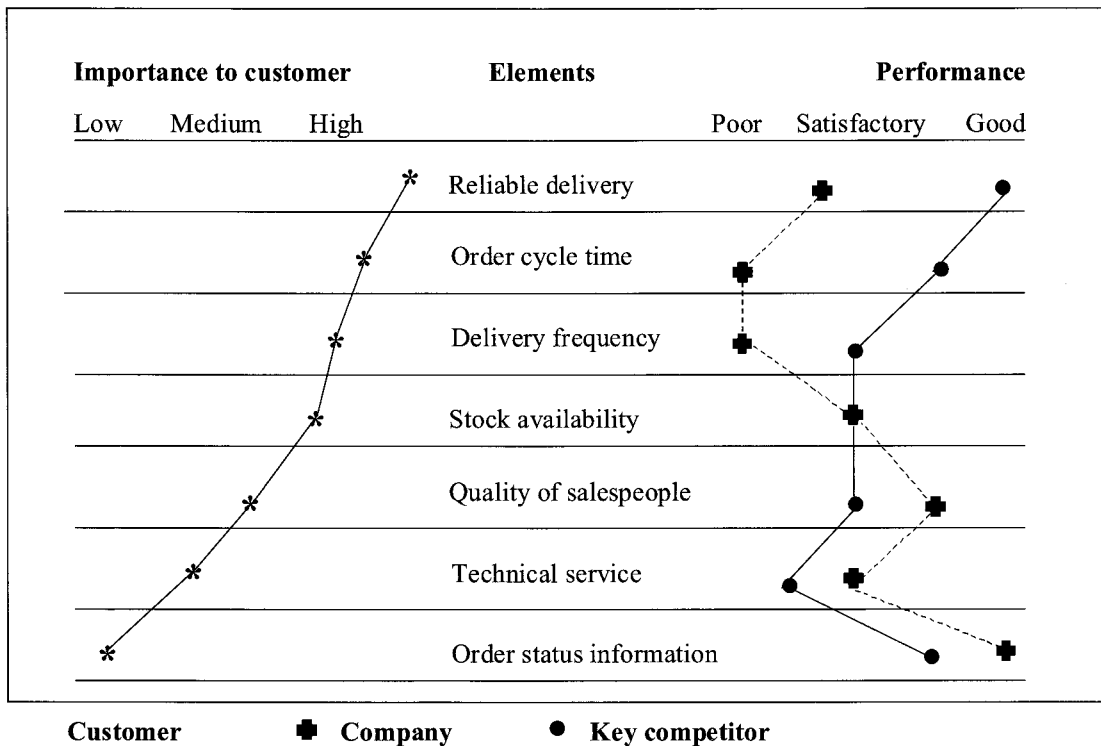 Importance to customer Elements Performance
Low Medium High Poor Satisfactory Good
Reliable delivery
Order cycle time
Delivery frequency
Stock availability
Quality of salespeople
Technical service
Order status information
Customer Company Key competitor